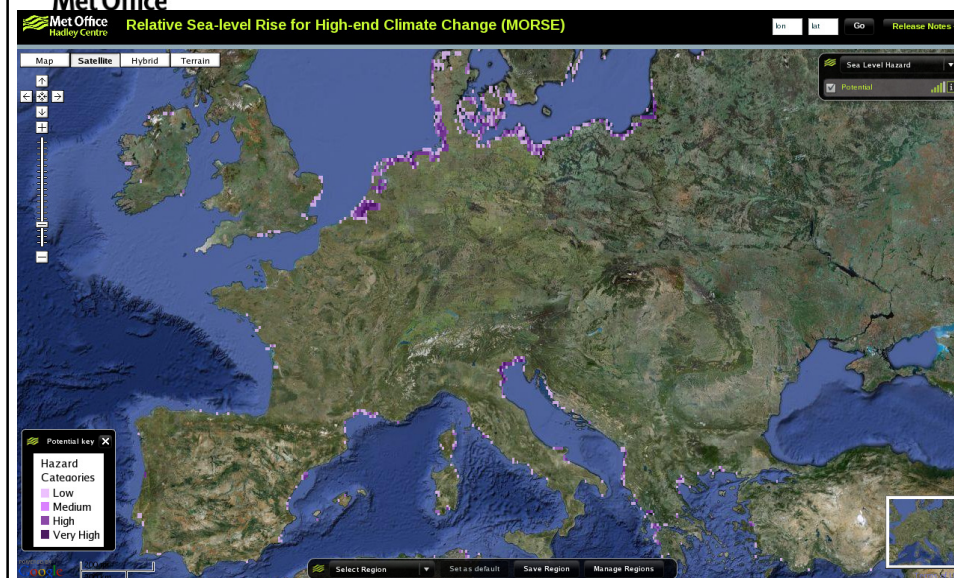 Met Office
Met Office
Hadley Centre
Relative Sea-level Rise for High-end Climate Change (MORSE)
lon
lat
Go
Release Notes
Map
Satellite
Hybrid
Terrain
Sea Level Hazard
Potential
Potential key X
Hazard
Categories
Low
Medium
High
Very High
Google
Select Region
Set as default
Save Region
Manage Regions